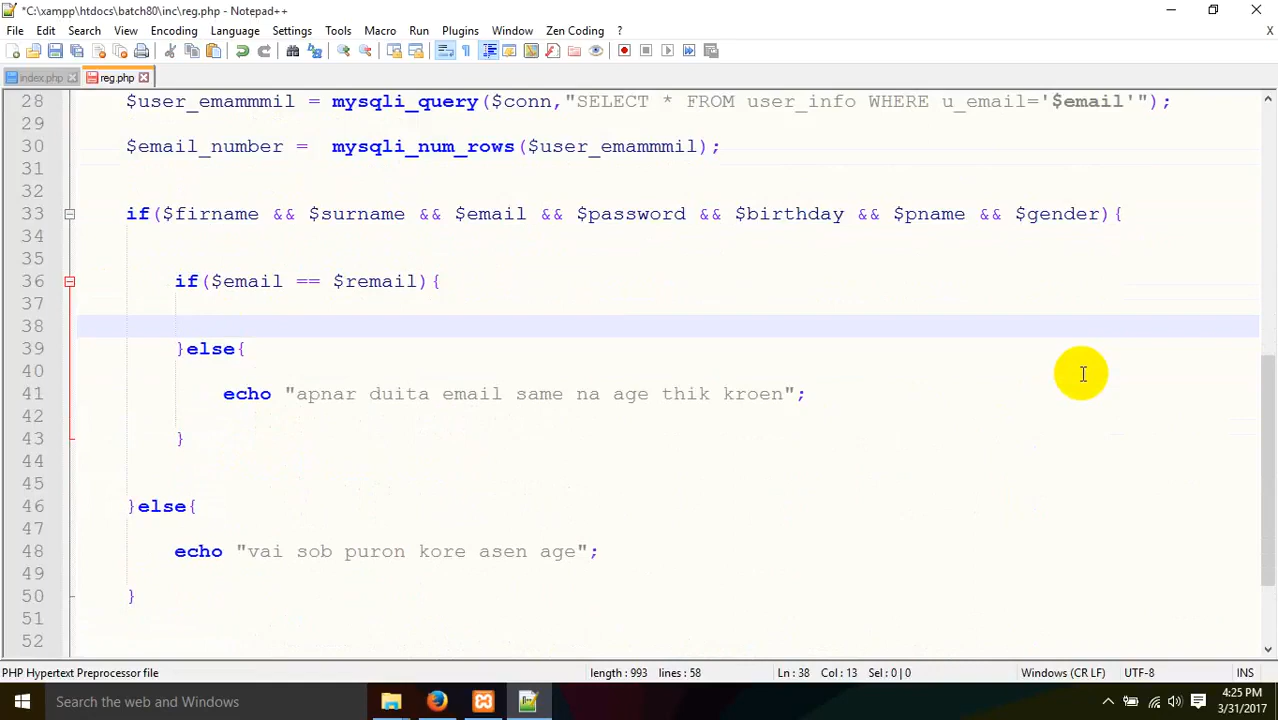 *C:\xampp\htdocs\batch80\inc\reg.php - Notepad++
File Edit Search View Encoding Language Settings Tools Macro Run Plugins Window Zen Coding ? X
index.php reg.php
28 $user_emammmil = mysqli_query($conn,"SELECT * FROM user_info WHERE u_email='$email'");
29
30 $email_number =  mysqli_num_rows($user_emammmil);
31
32
33 if($firname && $surname && $email && $password && $birthday && $pname && $gender){
34
35
36 if($email == $remail){
37
38
39 }else{
40
41 echo "apnar duita email same na age thik kroen";
42
43 }
44
45
46 }else{
47
48 echo "vai sob puron kore asen age";
49
50 }
51
52
PHP Hypertext Preprocessor file length : 993 lines : 58 Ln : 38 Col : 13 Sel : 0 | 0 Windows (CR LF) UTF-8 INS
Search the web and Windows
4:25 PM
3/31/2017